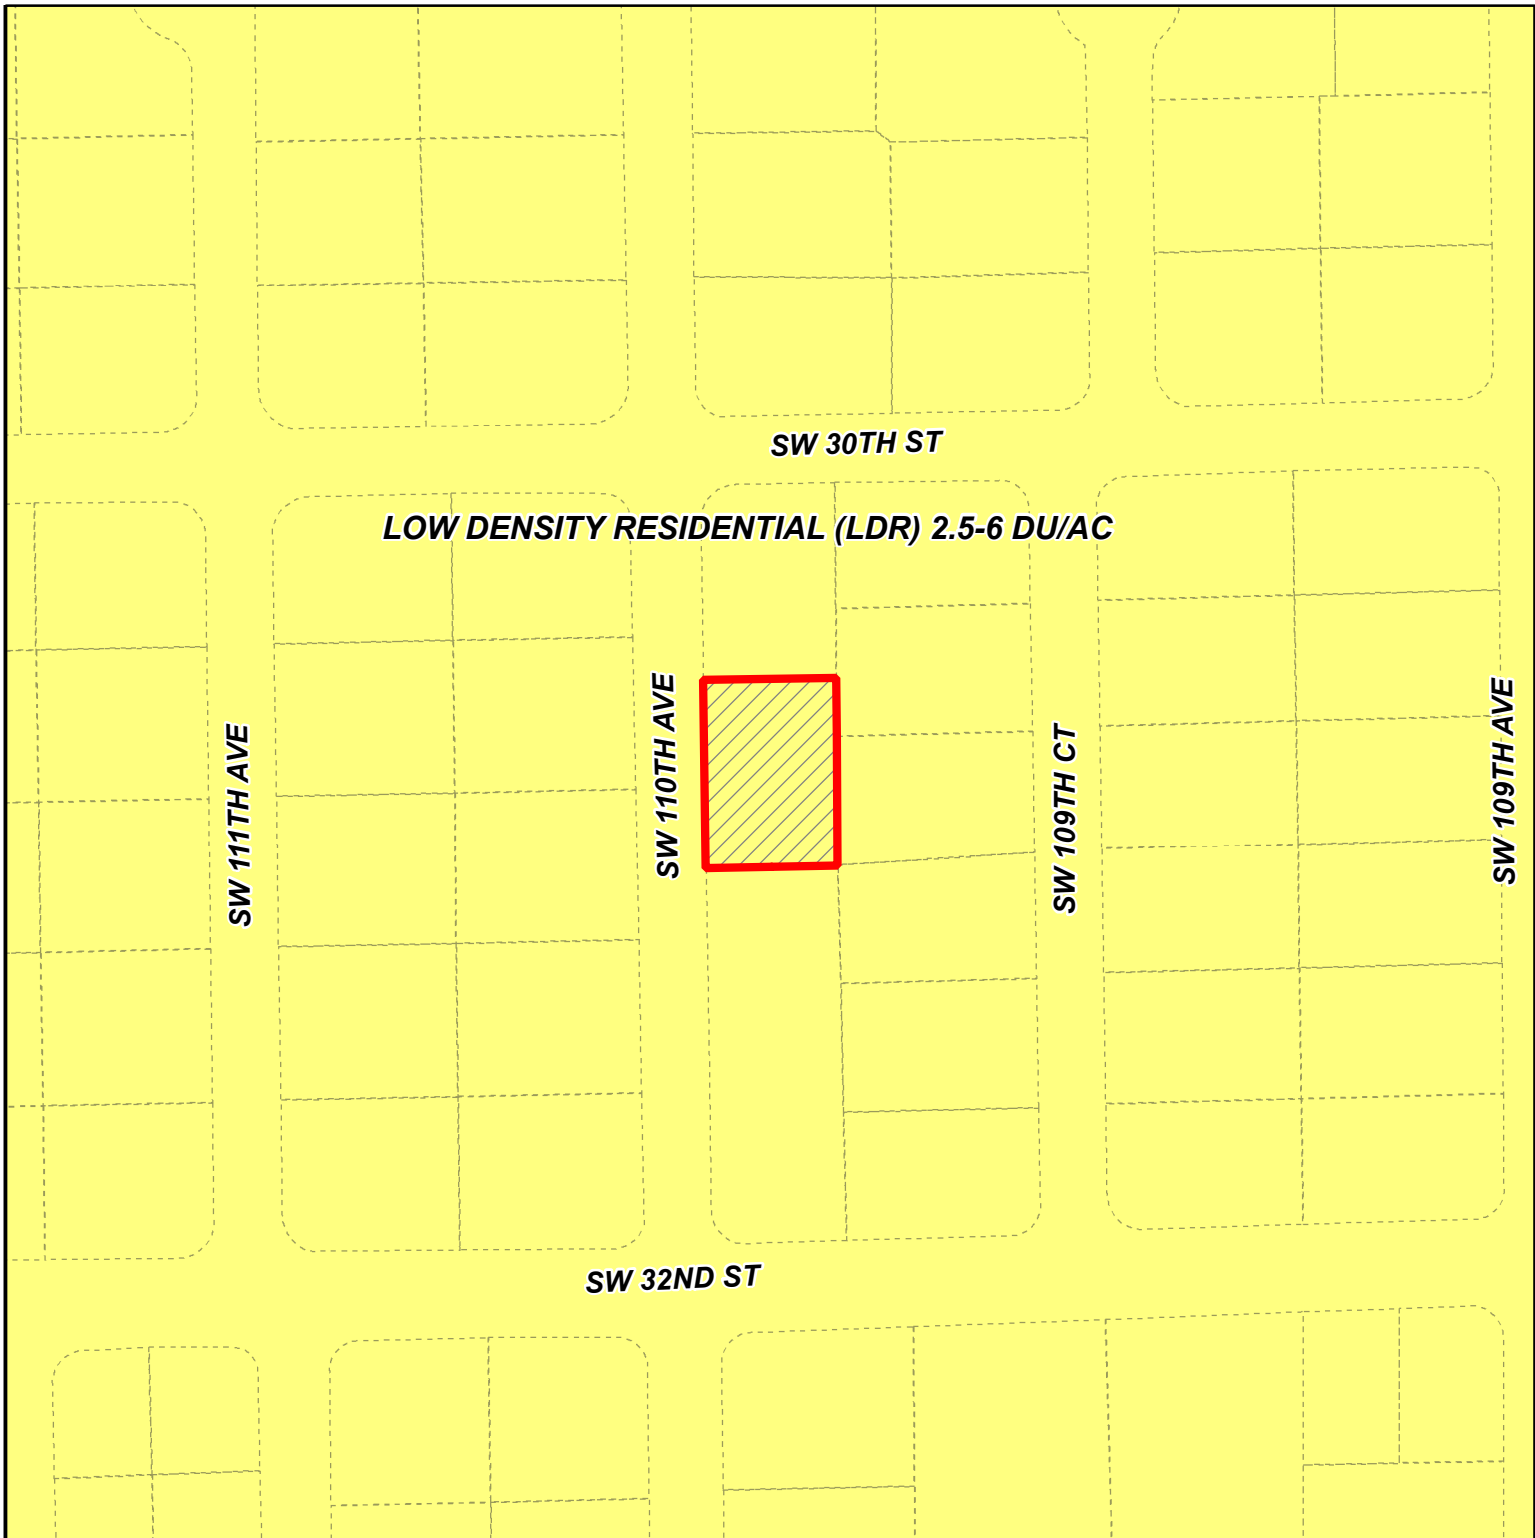 SW 30TH ST
LOW DENSITY RESIDENTIAL (LDR) 2.5-6 DU/AC
SW 111TH AVE
SW 110TH AVE
SW 109TH CT
SW 109TH AVE
SW 32ND ST